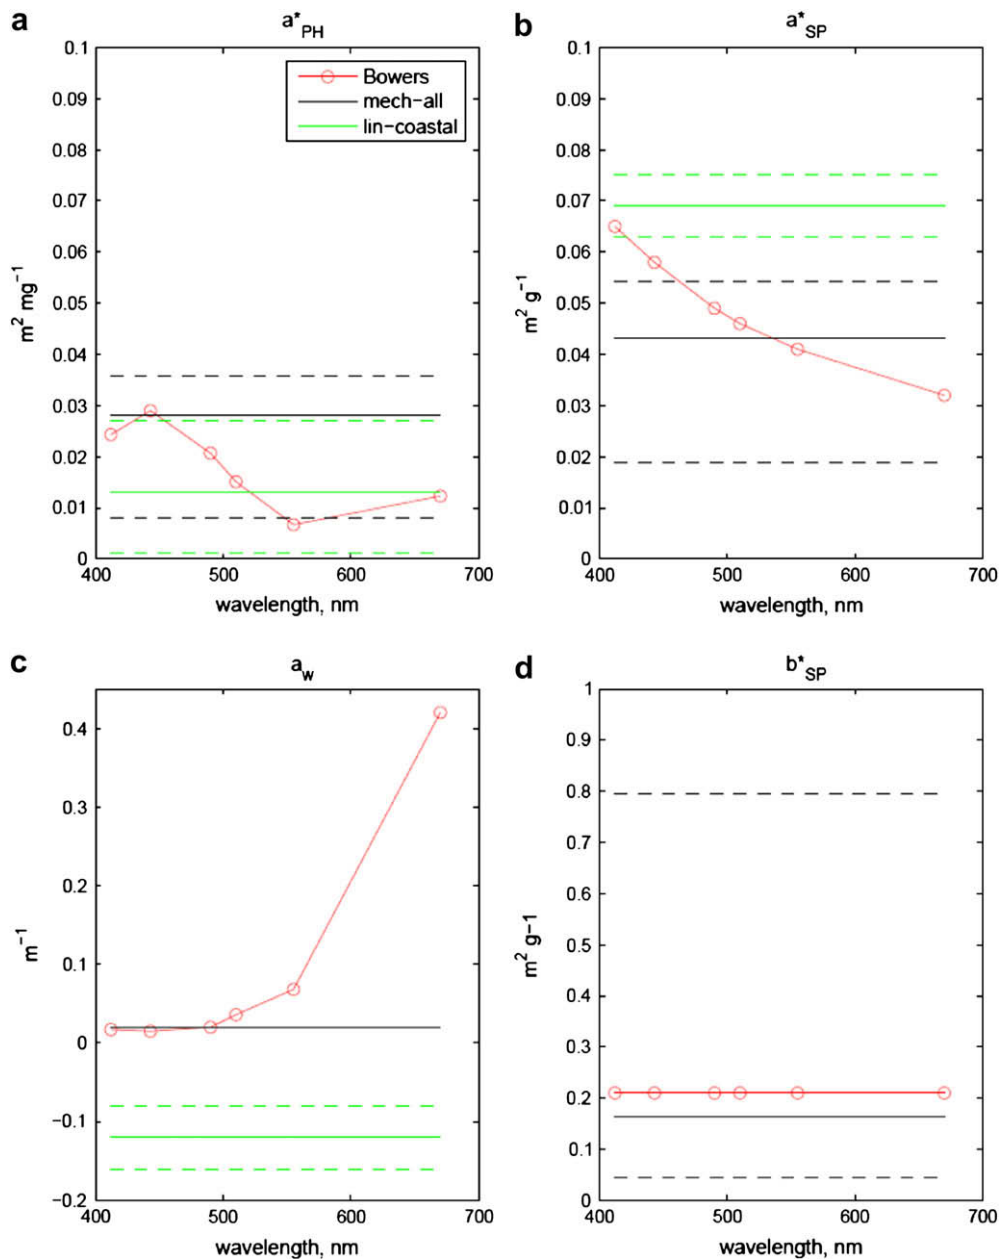 a
a*PH
0.1
0.09
0.08
0.07
0.06
0.05
0.04
0.03
0.02
0.01
0
m² mg⁻¹
Bowers
mech-all
lin-coastal
400 500 600 700
wavelength, nm
b
a*SP
0.1
0.09
0.08
0.07
0.06
0.05
0.04
0.03
0.02
0.01
0
m² g⁻¹
400 500 600 700
wavelength, nm
c
aw
0.4
0.3
0.2
0.1
0
−0.1
−0.2
m⁻¹
400 500 600 700
wavelength, nm
d
b*SP
1
0.9
0.8
0.7
0.6
0.5
0.4
0.3
0.2
0.1
0
m² g−1
400 500 600 700
wavelength, nm